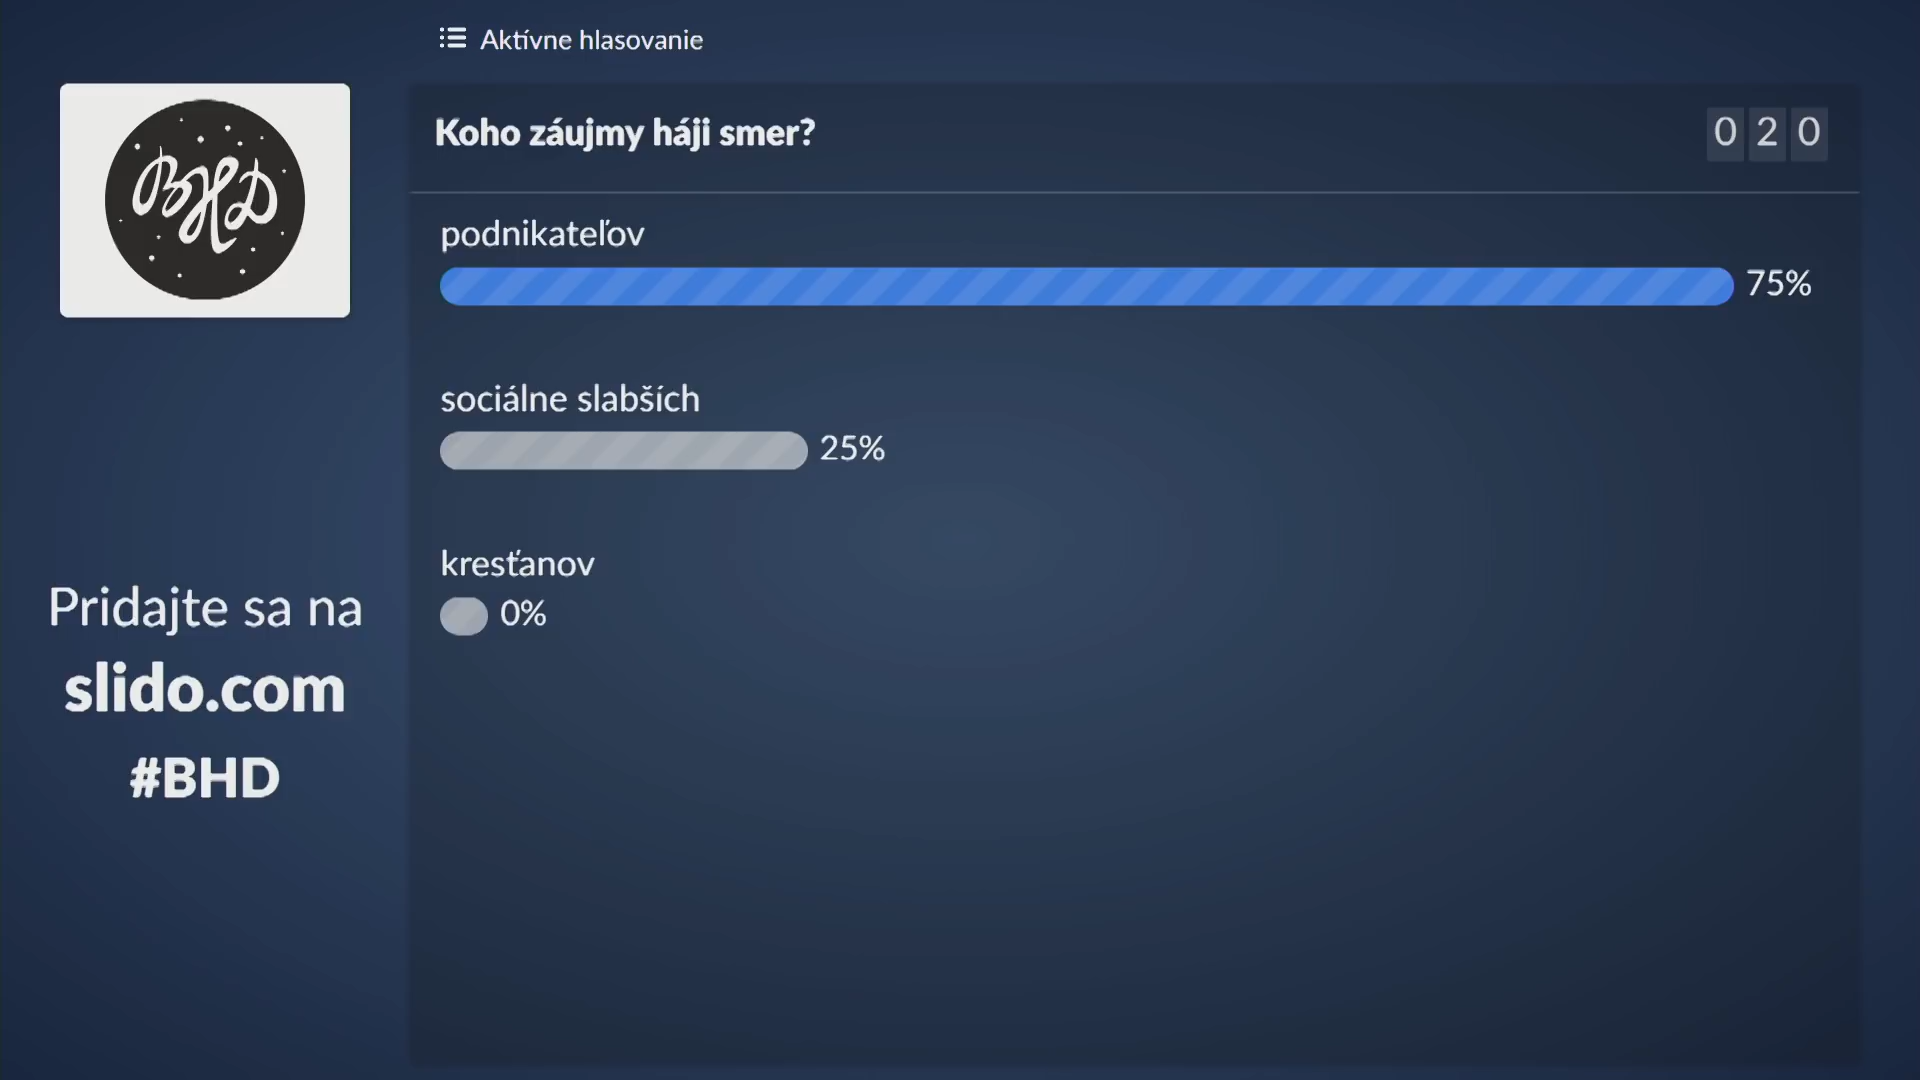 Aktívne hlasovanie
BHD
Koho záujmy háji smer?
020
podnikateľov
75%
sociálne slabších
25%
kresťanov
0%
Pridajte sa na
slido.com
#BHD